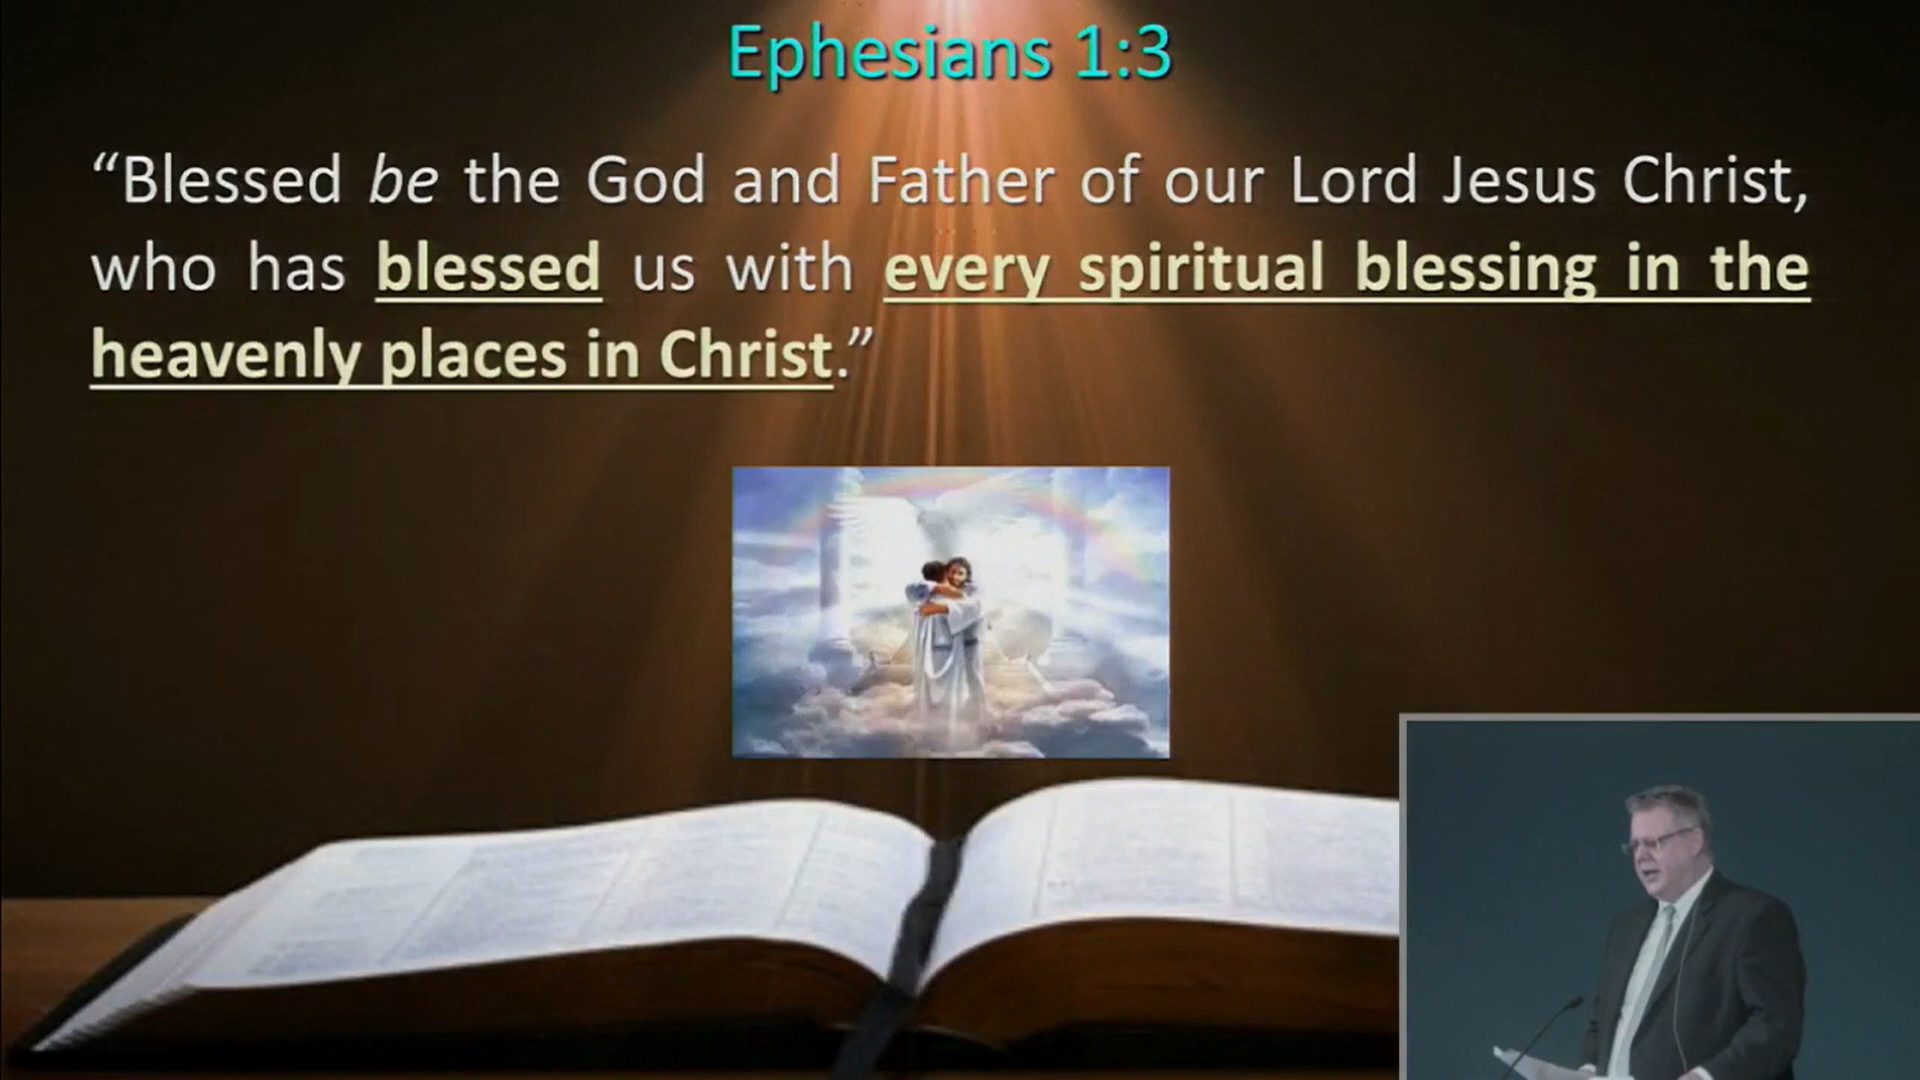 Ephesians 1:3
“Blessed be the God and Father of our Lord Jesus Christ,
who has blessed us with every spiritual blessing in the
heavenly places in Christ.”